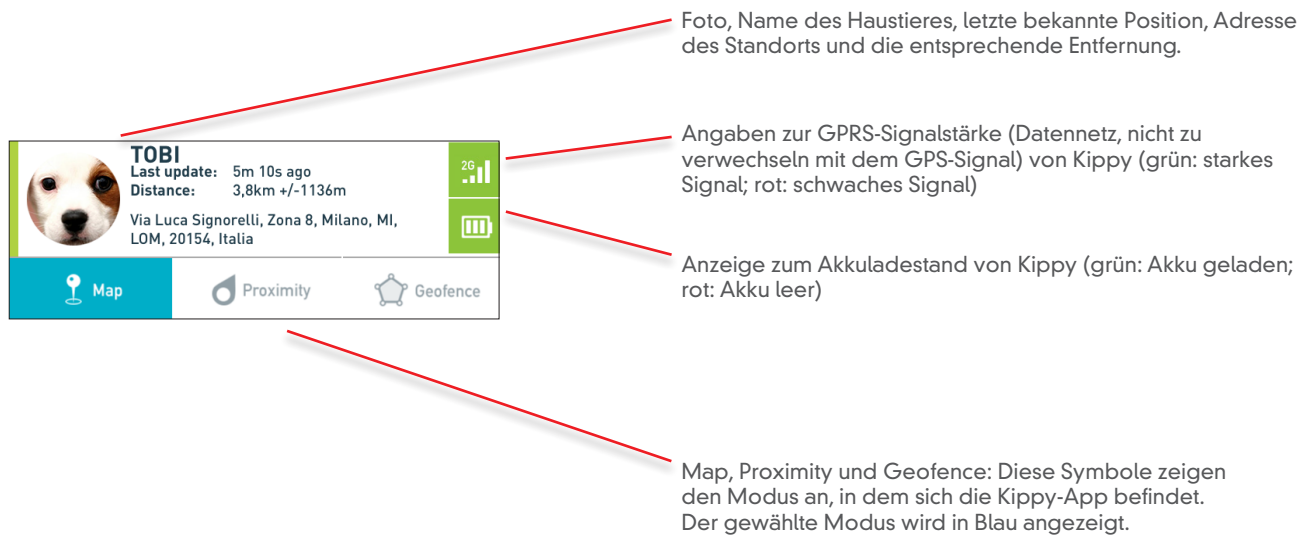 Foto, Name des Haustieres, letzte bekannte Position, Adresse
des Standorts und die entsprechende Entfernung.
Angaben zur GPRS-Signalstärke (Datennetz, nicht zu
verwechseln mit dem GPS-Signal) von Kippy (grün: starkes
Signal; rot: schwaches Signal)
TOBI
Last update: 5m 10s ago
Distance: 3,8km +/-1136m
Via Luca Signorelli, Zona 8, Milano, MI,
LOM, 20154, Italia
2G
Map
Proximity
Geofence
Anzeige zum Akkuladestand von Kippy (grün: Akku geladen;
rot: Akku leer)
Map, Proximity und Geofence: Diese Symbole zeigen
den Modus an, in dem sich die Kippy-App befindet.
Der gewählte Modus wird in Blau angezeigt.